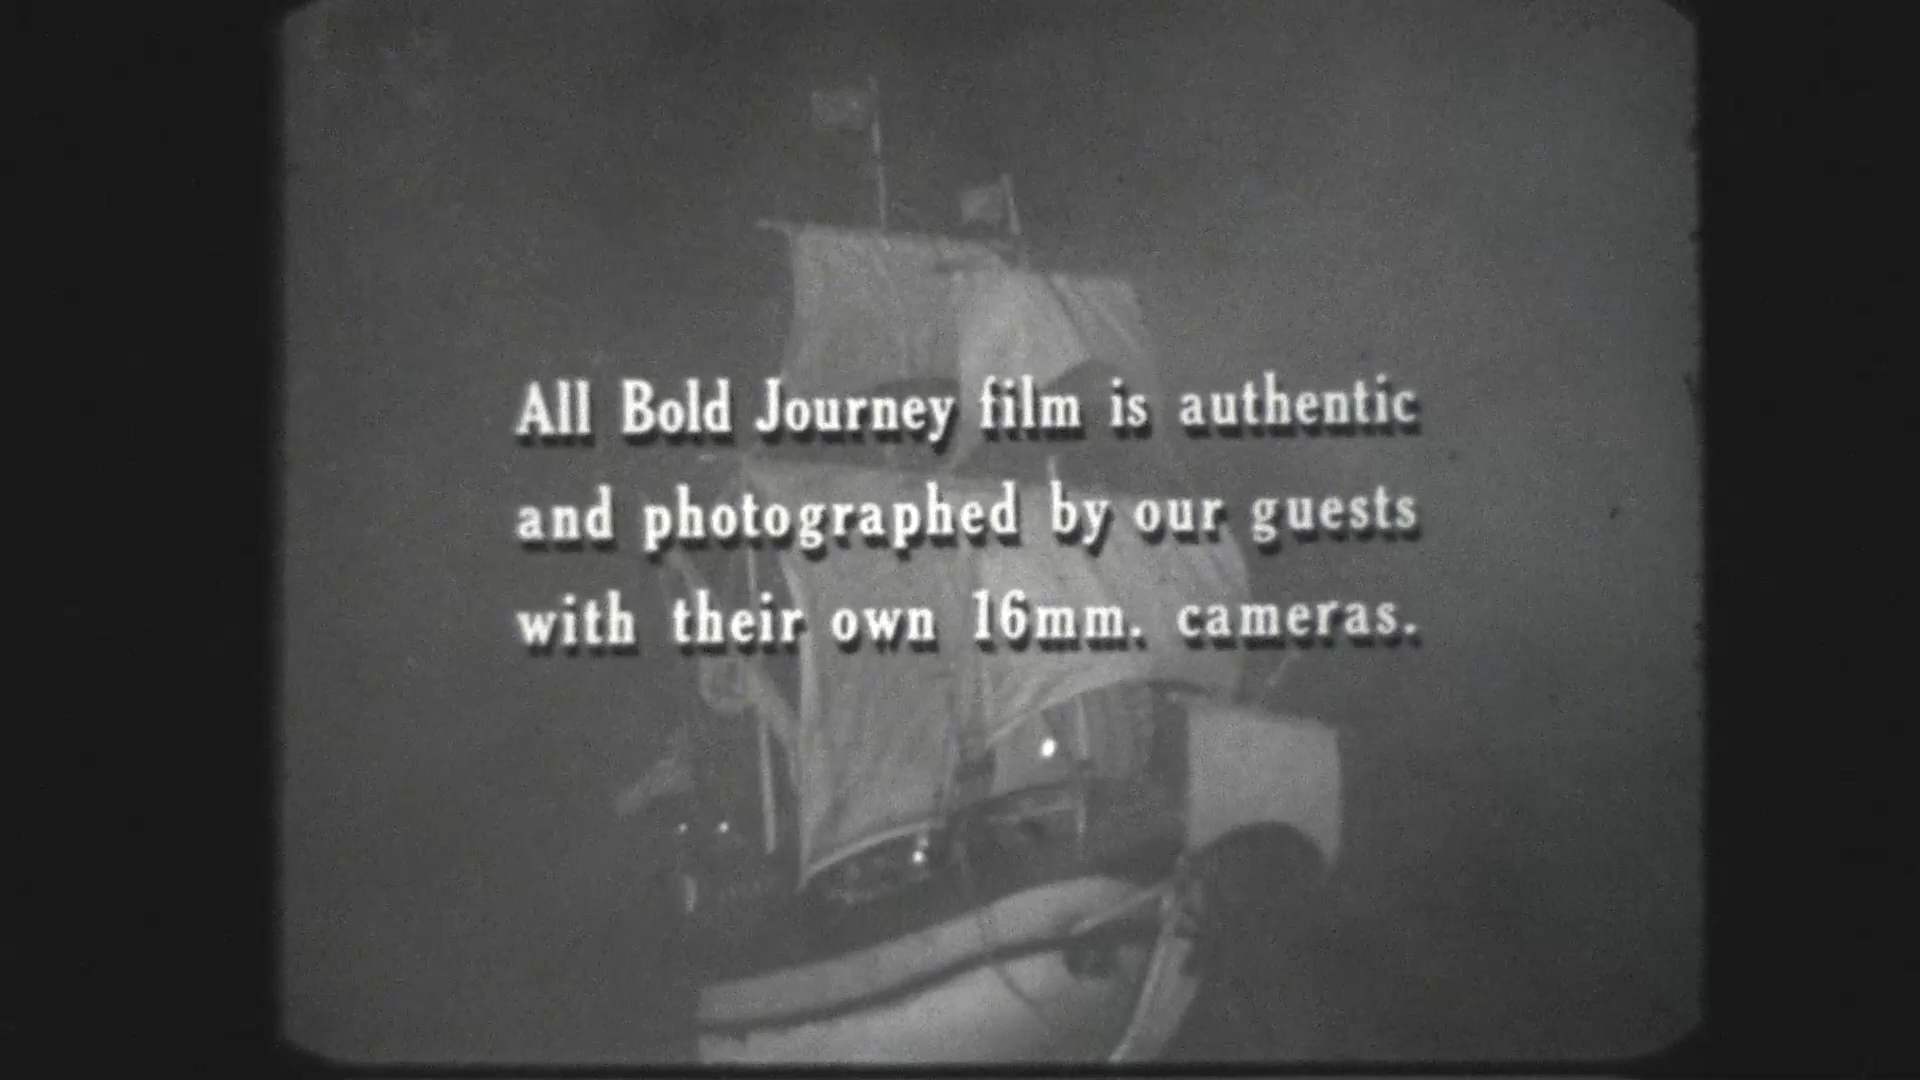 All Bold Journey film is authentic
and photographed by our guests
with their own 16mm. cameras.